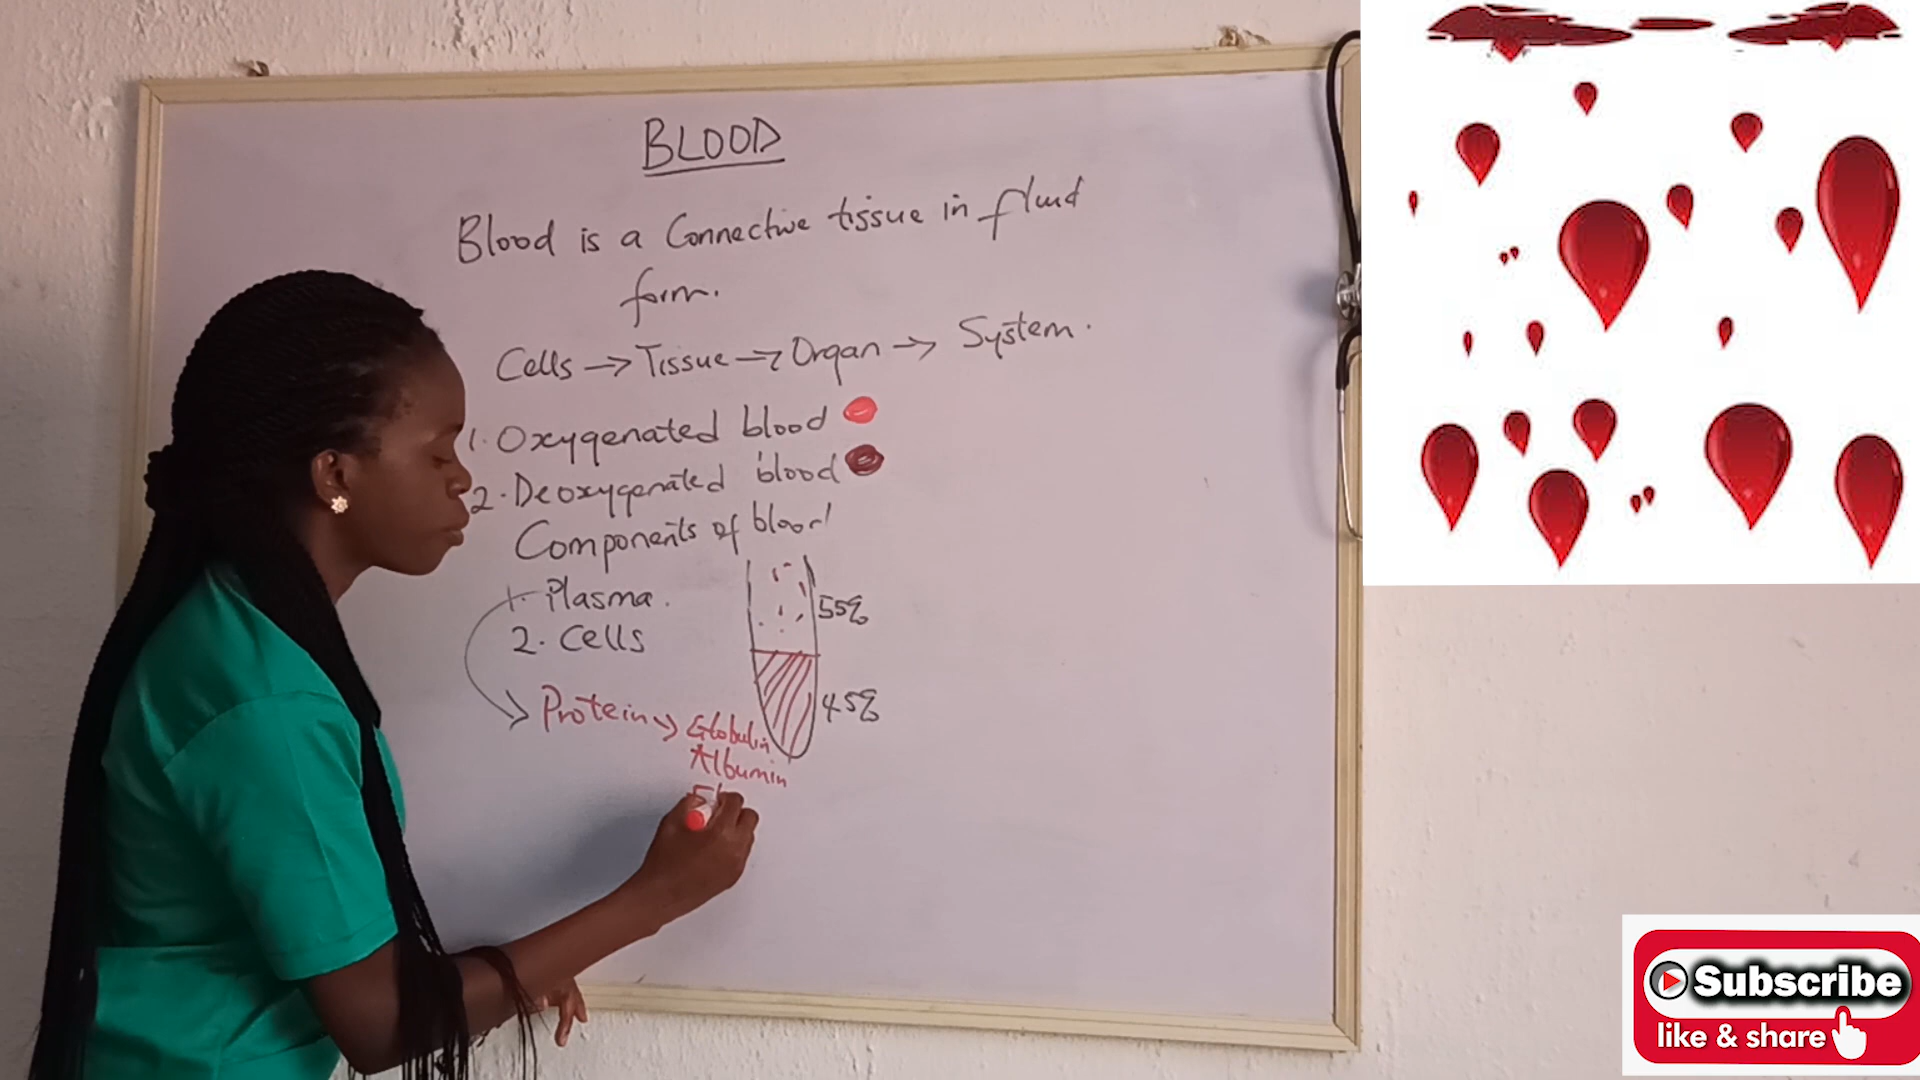 BLOOD
Blood is a Connective tissue in fluid
form.
Cells → Tissue → Organ → System.
1. Oxygenated blood
2. Deoxygenated blood
Components of blood
1. Plasma.
2. Cells
55%
45%
Protein → Globulin
Albumin
Subscribe
like & share